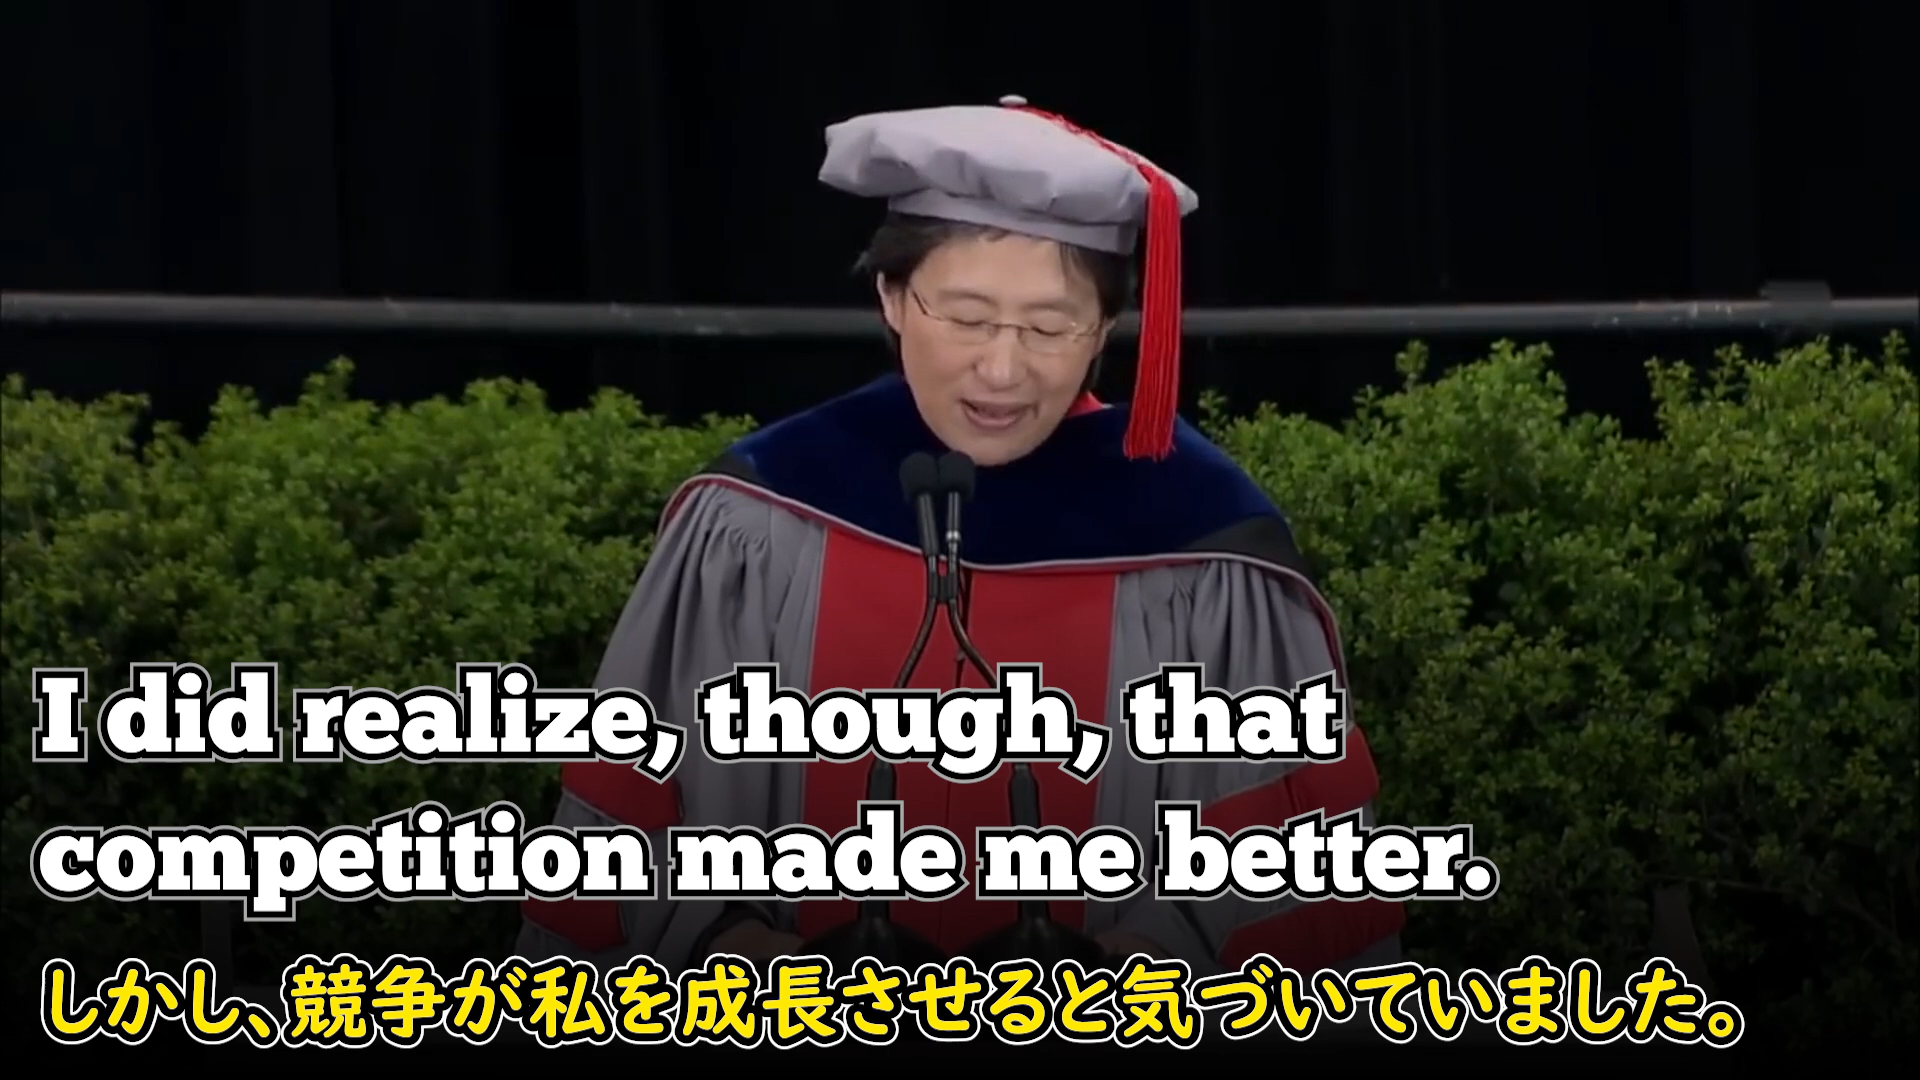 I did realize, though, that
competition made me better.
しかし、競争が私を成長させると気づいていました。